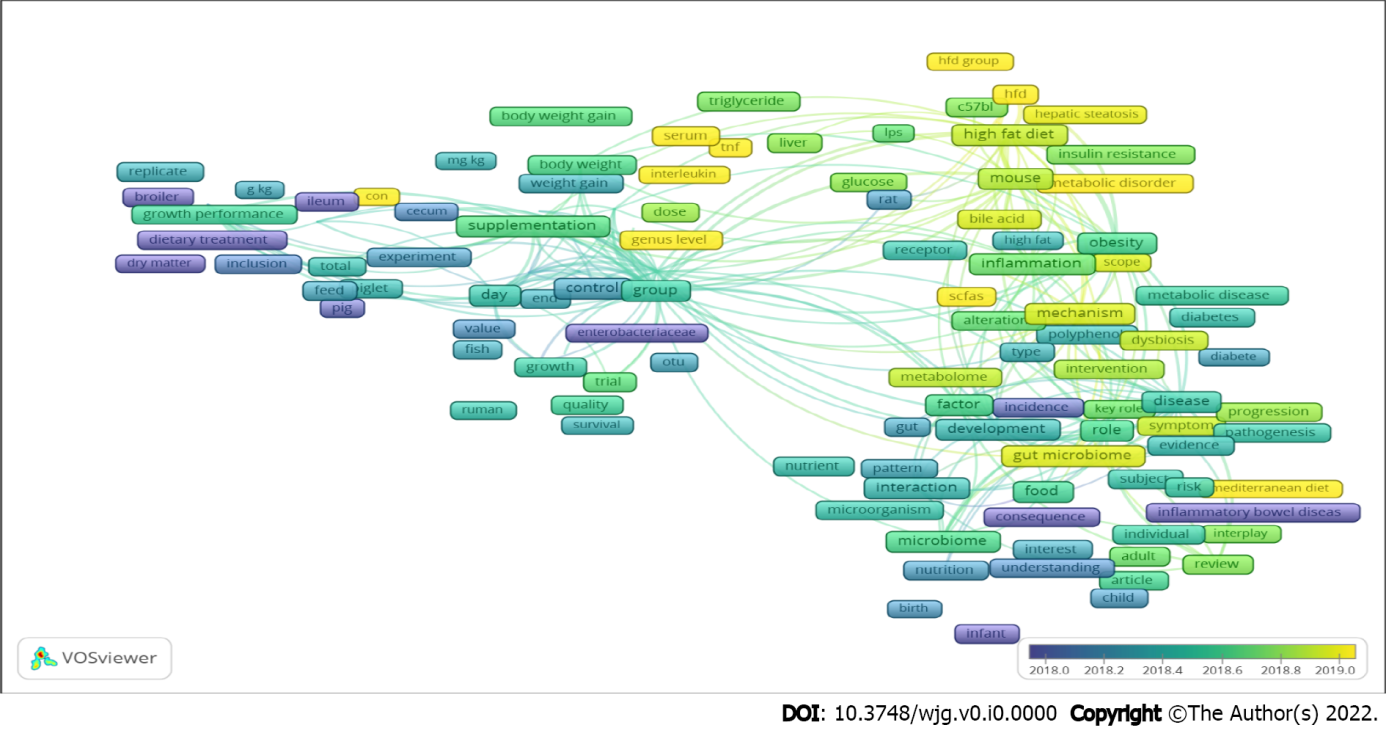 hfd group
hfd
triglyceride
c57bl
body weight gain
hepatic steatosis
serum
lps
high fat diet
tnf
liver
insulin resistance
mg kg
body weight
replicate
interleukin
mouse
weight gain
glucose
metabolic disorder
g kg
broiler
con
rat
ileum
growth performance
cecum
dose
bile acid
supplementation
dietary treatment
genus level
high fat
obesity
receptor
experiment
dry matter
inclusion
total
inflammation
scope
feed
piglet
day
end
control
group
scfas
metabolic disease
pig
mechanism
alteration
diabetes
value
enterobacteriaceae
polyphenol
dysbiosis
fish
type
diabete
otu
growth
intervention
trial
metabolome
ruman
quality
factor
incidence
key role
disease
progression
survival
gut
development
role
symptom
pathogenesis
evidence
gut microbiome
nutrient
pattern
subject
interaction
food
risk
mediterranean diet
microorganism
consequence
inflammatory bowel diseas
individual
interplay
microbiome
interest
adult
review
nutrition
understanding
article
child
birth
infant
VOSviewer
2018.0 2018.2 2018.4 2018.6 2018.8 2019.0
DOI: 10.3748/wjg.v0.i0.0000 Copyright ©The Author(s) 2022.